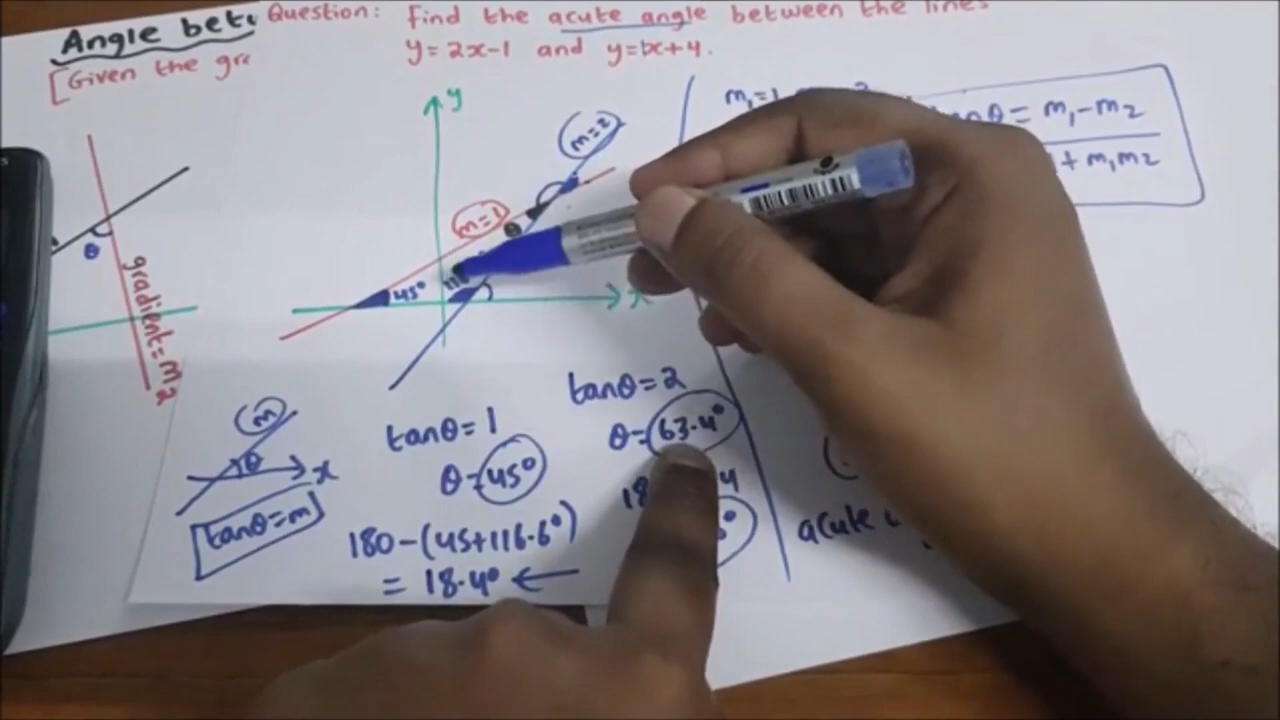 Angle betw
[Given the gr
Question: Find the acute angle between the lines
y=2x-1 and y=x+4.
θ
gradient=m2
y
m=2
m=1
θ
45°
x
m1=1
tanθ= m1-m2
+ m1m2
m
θ
x
tanθ=m
tanθ=1
θ=45°
180-(45+116.6°)
= 18.4° ←
tanθ=2
θ=63.4°
acute